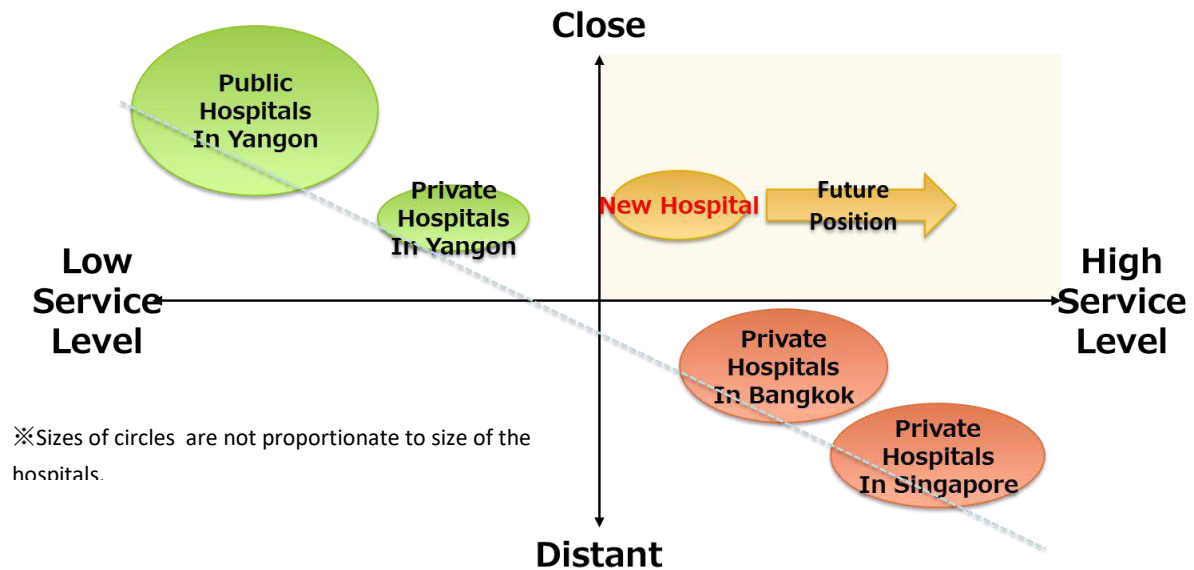 Close
Public
Hospitals
In Yangon
Private
Hospitals
In Yangon
New Hospital
Future
Position
Low
Service
Level
High
Service
Level
Private
Hospitals
In Bangkok
Private
Hospitals
In Singapore
※Sizes of circles are not proportionate to size of the
hospitals.
Distant